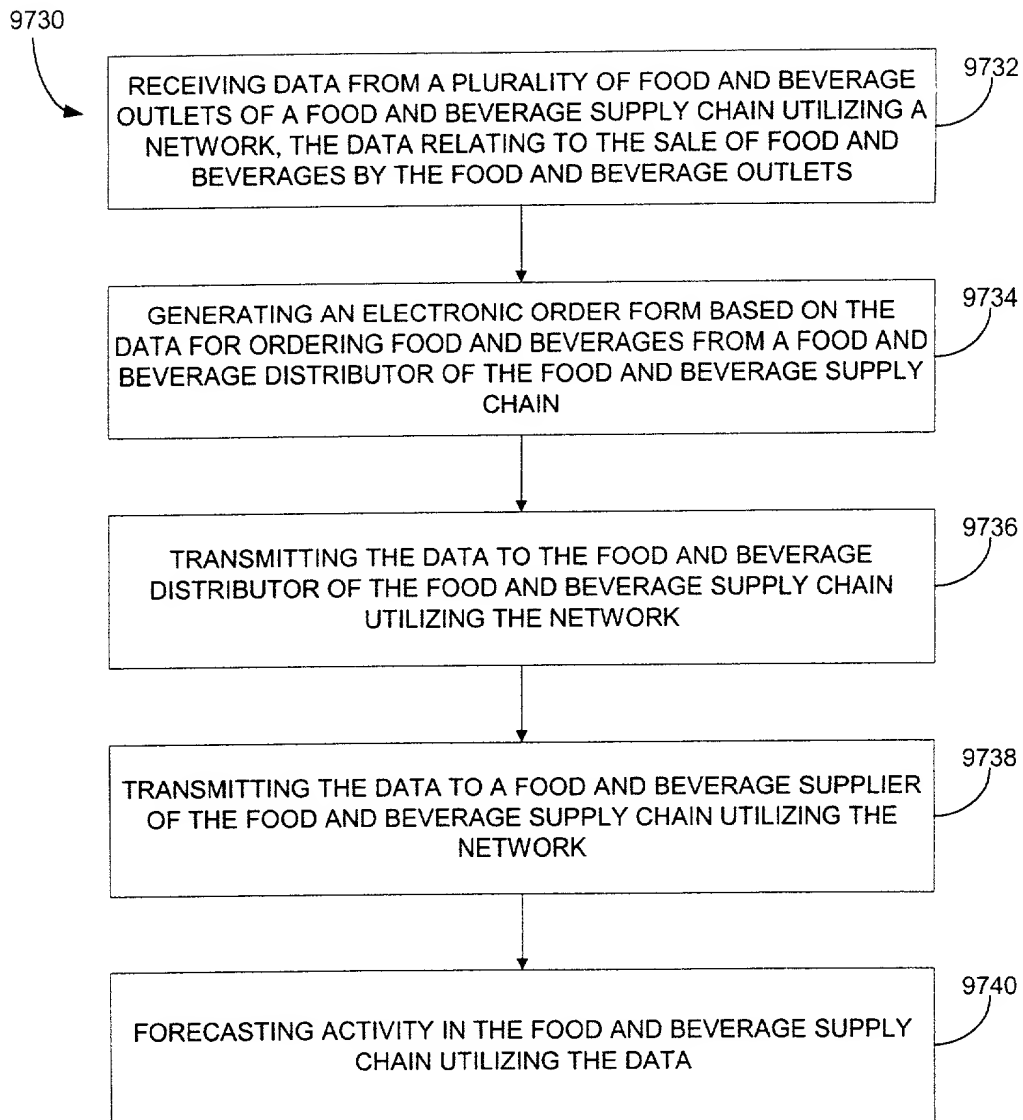 9730
9732
RECEIVING DATA FROM A PLURALITY OF FOOD AND BEVERAGE
OUTLETS OF A FOOD AND BEVERAGE SUPPLY CHAIN UTILIZING A
NETWORK, THE DATA RELATING TO THE SALE OF FOOD AND
BEVERAGES BY THE FOOD AND BEVERAGE OUTLETS
9734
GENERATING AN ELECTRONIC ORDER FORM BASED ON THE
DATA FOR ORDERING FOOD AND BEVERAGES FROM A FOOD AND
BEVERAGE DISTRIBUTOR OF THE FOOD AND BEVERAGE SUPPLY
CHAIN
9736
TRANSMITTING THE DATA TO THE FOOD AND BEVERAGE
DISTRIBUTOR OF THE FOOD AND BEVERAGE SUPPLY CHAIN
UTILIZING THE NETWORK
9738
TRANSMITTING THE DATA TO A FOOD AND BEVERAGE SUPPLIER
OF THE FOOD AND BEVERAGE SUPPLY CHAIN UTILIZING THE
NETWORK
9740
FORECASTING ACTIVITY IN THE FOOD AND BEVERAGE SUPPLY
CHAIN UTILIZING THE DATA